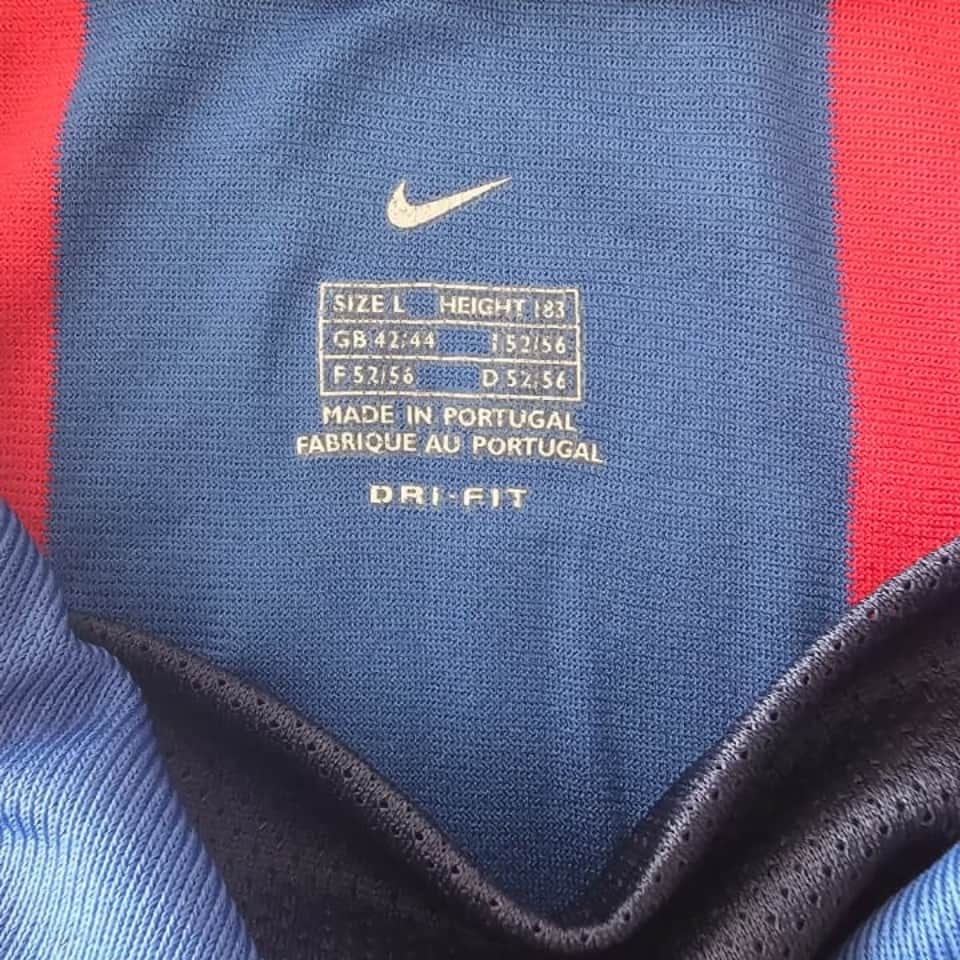 SIZE L HEIGHT 183
GB 42/44 I 52/56
F 52/56 D 52/56
MADE IN PORTUGAL
FABRIQUE AU PORTUGAL
DRI-FIT